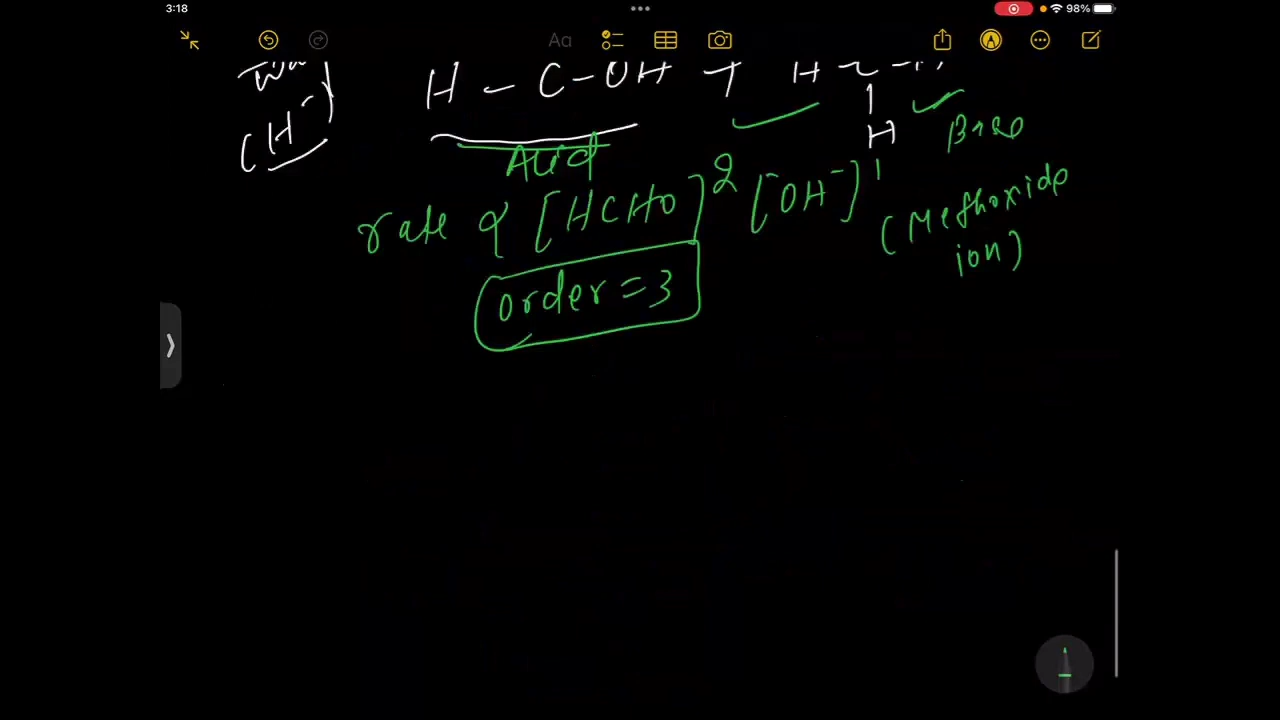 3:18
98%
Aa
H – C – OH + H – C – H
(H⁻)
H
Acid
Base
rate α [HCHO]² [OH⁻]¹
(Methoxide
ion)
order = 3